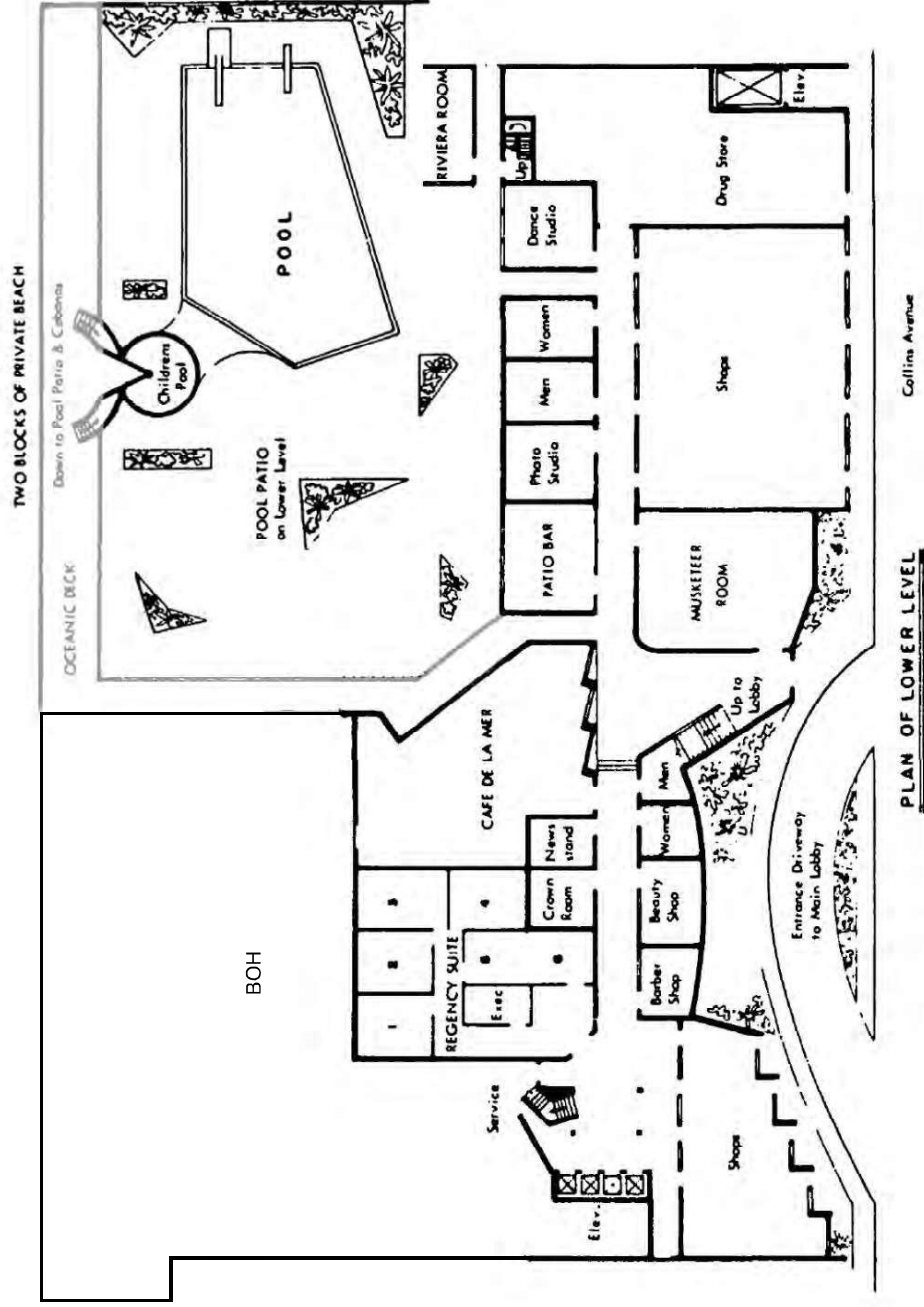 TWO BLOCKS OF PRIVATE BEACH
OCEANIC DECK
Down to Pool Patio & Cabanas
Childrens
Pool
POOL
POOL PATIO
on Lower Level
RIVIERA ROOM
BOH
CAFE DE LA MER
REGENCY SUITE
1
2
3
4
5
6
Exec
Crown
Room
News
stand
PATIO BAR
Photo
Studio
Men
Women
Dance
Studio
Up
Service
Elev.
Shops
Barber
Shop
Beauty
Shop
Women
Men
Up to
Lobby
MUSKETEER
ROOM
Shops
Drug Store
Elev.
Entrance Driveway
to Main Lobby
Collins Avenue
PLAN OF LOWER LEVEL